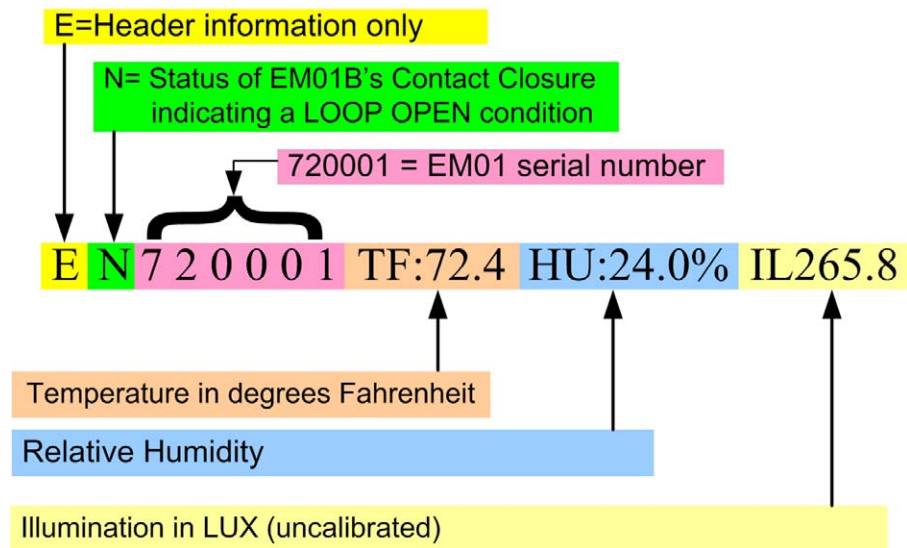 E=Header information only
N= Status of EM01B's Contact Closure
indicating a LOOP OPEN condition
720001 = EM01 serial number
E N 7 2 0 0 0 1 TF:72.4 HU:24.0% IL265.8
Temperature in degrees Fahrenheit
Relative Humidity
Illumination in LUX (uncalibrated)